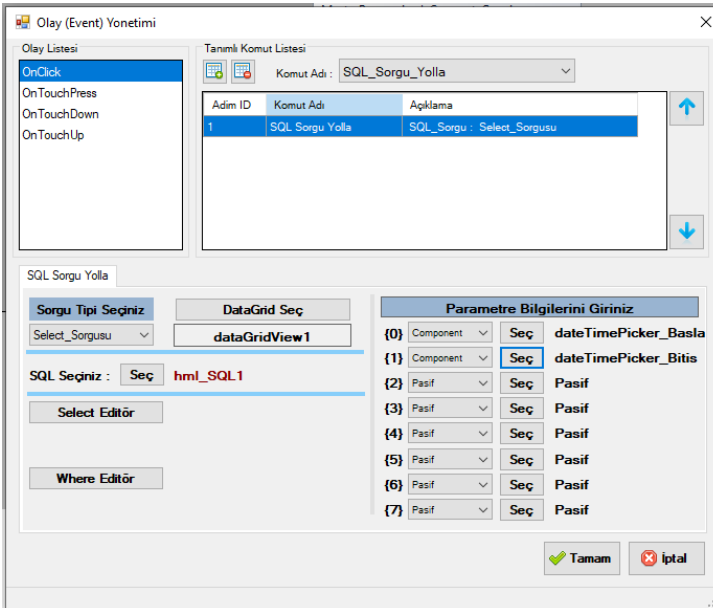 Olay (Event) Yonetimi
Olay Listesi
OnClick
OnTouchPress
OnTouchDown
OnTouchUp
Tanımlı Komut Listesi
Komut Adı : SQL_Sorgu_Yolla
Adim ID Komut Adı Açıklama
1 SQL Sorgu Yolla SQL_Sorgu : Select_Sorgusu
SQL Sorgu Yolla
Sorgu Tipi Seçiniz DataGrid Seç
Select_Sorgusu dataGridView1
SQL Seçiniz : Seç hml_SQL1
Select Editör
Where Editör
Parametre Bilgilerini Giriniz
{0} Component Seç dateTimePicker_Basla
{1} Component Seç dateTimePicker_Bitis
{2} Pasif Seç Pasif
{3} Pasif Seç Pasif
{4} Pasif Seç Pasif
{5} Pasif Seç Pasif
{6} Pasif Seç Pasif
{7} Pasif Seç Pasif
Tamam İptal